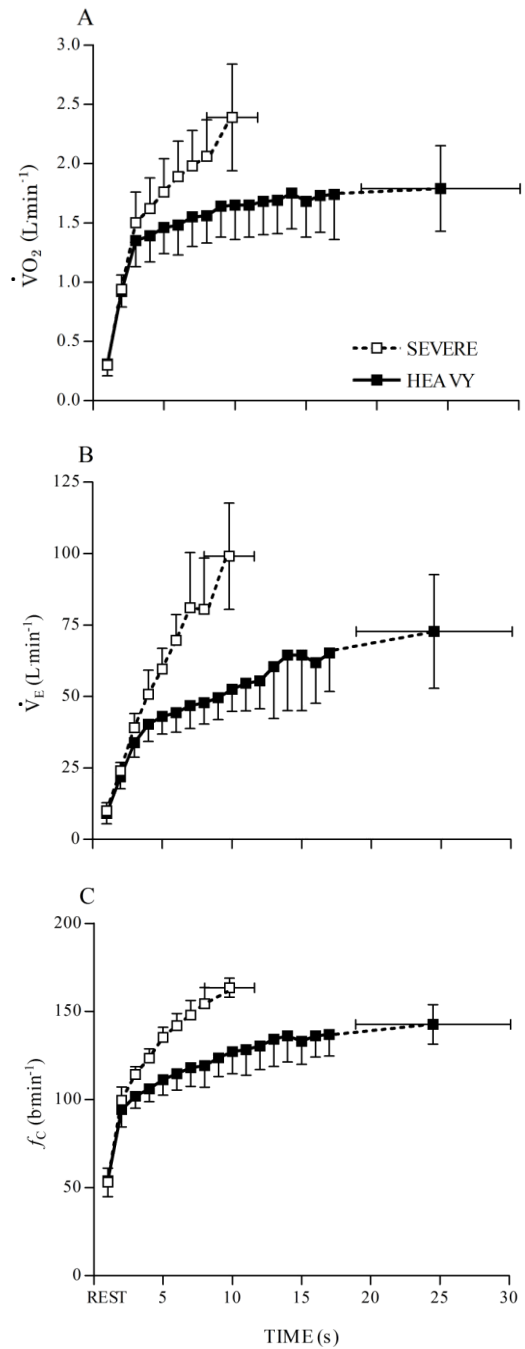 A
3.0
2.5
2.0
1.5
1.0
0.5
0.0
V̇O₂ (L·min⁻¹)
SEVERE
HEAVY
B
125
100
75
50
25
0
V̇E (L·min⁻¹)
C
200
150
100
50
0
fC (b·min⁻¹)
REST 5 10 15 20 25 30
TIME (s)